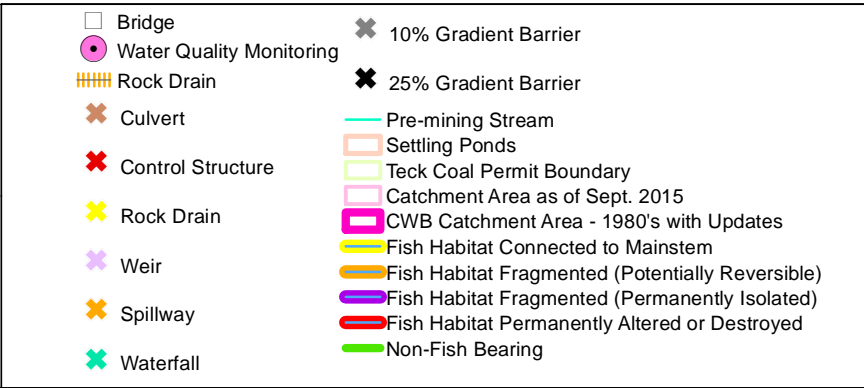 Bridge
Water Quality Monitoring
Rock Drain
Culvert
Control Structure
Rock Drain
Weir
Spillway
Waterfall
10% Gradient Barrier
25% Gradient Barrier
Pre-mining Stream
Settling Ponds
Teck Coal Permit Boundary
Catchment Area as of Sept. 2015
CWB Catchment Area - 1980's with Updates
Fish Habitat Connected to Mainstem
Fish Habitat Fragmented (Potentially Reversible)
Fish Habitat Fragmented (Permanently Isolated)
Fish Habitat Permanently Altered or Destroyed
Non-Fish Bearing